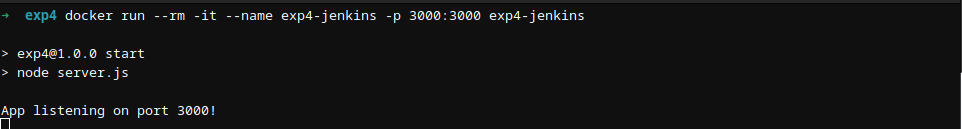 → exp4 docker run --rm -it --name exp4-jenkins -p 3000:3000 exp4-jenkins
> exp4@1.0.0 start
> node server.js
App listening on port 3000!